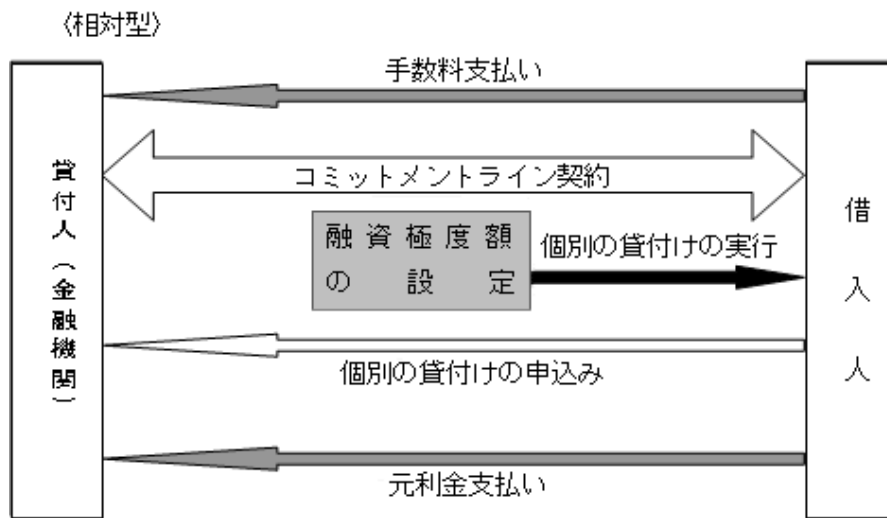 〈相対型〉
手数料支払い
コミットメントライン契約
貸付人(金融機関)
融資極度額
の設定
個別の貸付けの実行
借入人
個別の貸付けの申込み
元利金支払い